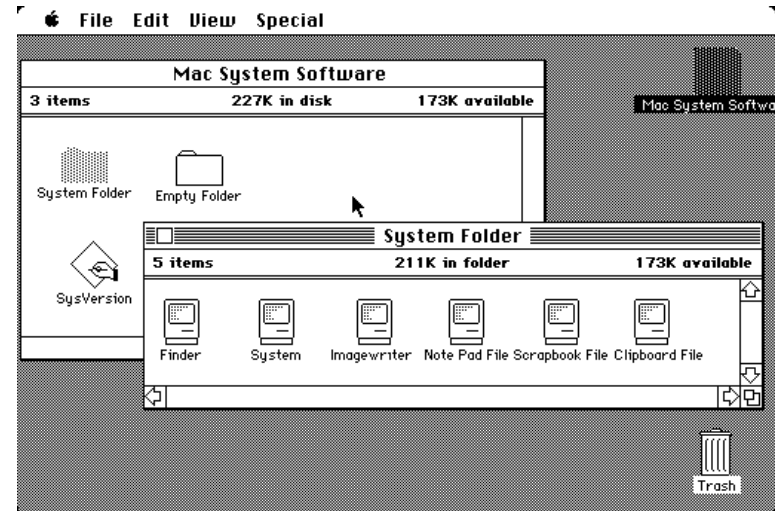 File Edit View Special
Mac System Software
3 items 227K in disk 173K available
Mac System Softwa
System Folder Empty Folder
SysVersion
System Folder
5 items 211K in folder 173K available
Finder System Imagewriter Note Pad File Scrapbook File Clipboard File
Trash